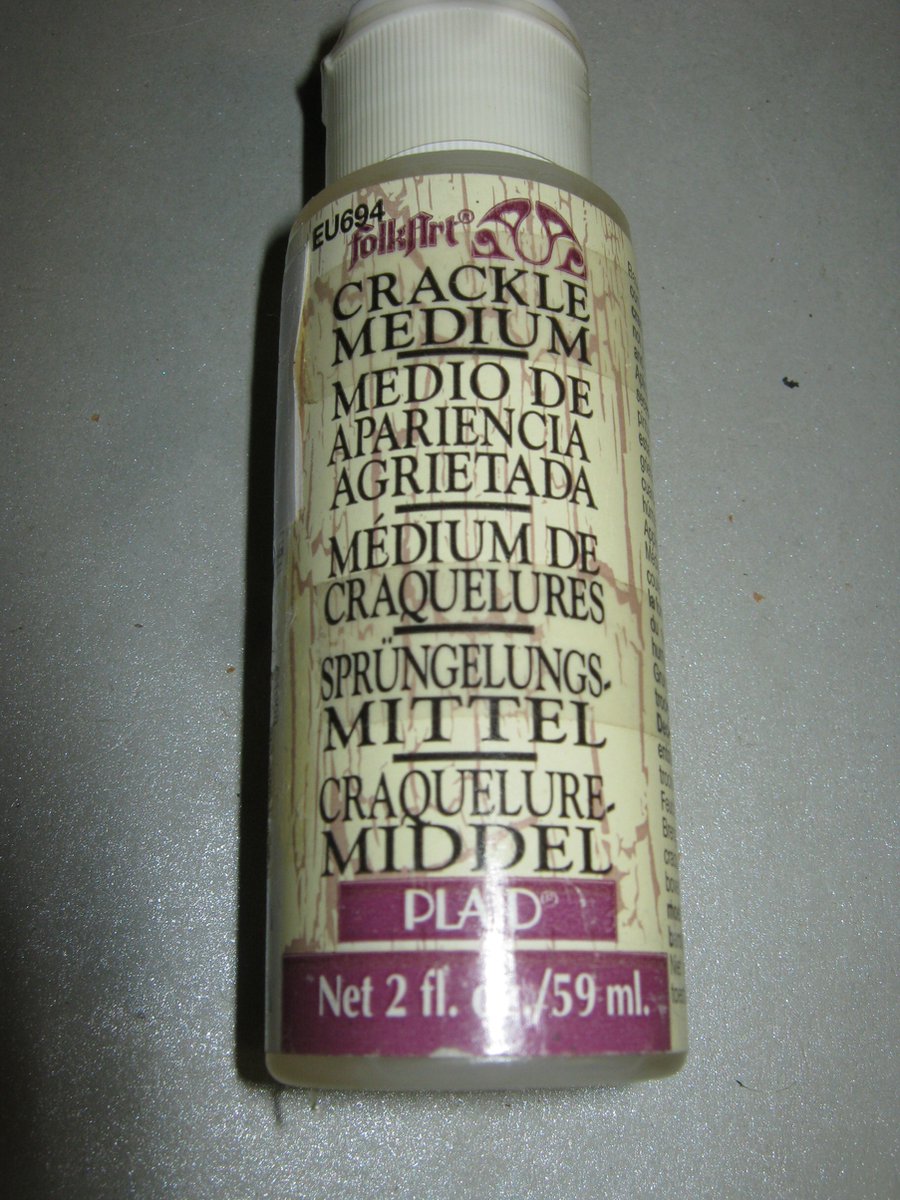 EU694
FolkArt®
CRACKLE
MEDIUM
MEDIO DE
APARIENCIA
AGRIETADA
MÉDIUM DE
CRAQUELURES
SPRÜNGELUNGS-
MITTEL
CRAQUELURE-
MIDDEL
PLAID®
Net 2 fl. oz./59 ml.